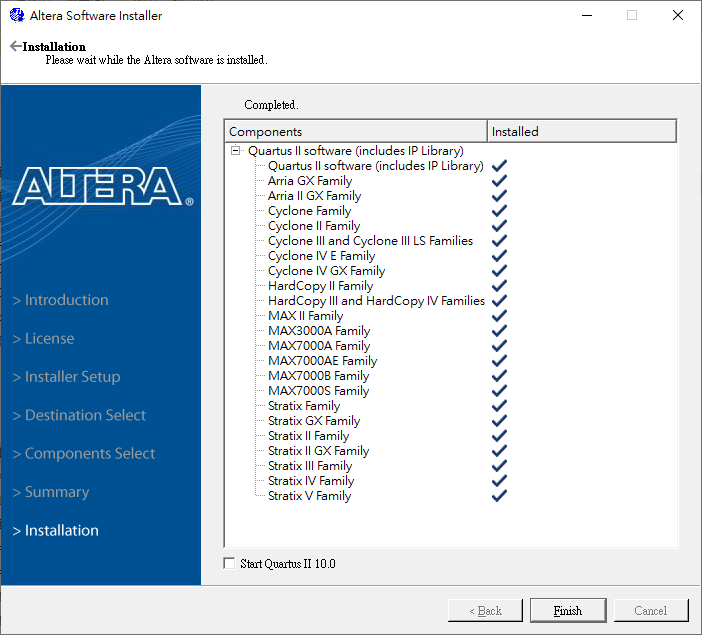 Altera Software Installer
Installation
Please wait while the Altera software is installed.
ALTERA®
> Introduction
> License
> Installer Setup
> Destination Select
> Components Select
> Summary
> Installation
Completed.
Components Installed
Quartus II software (includes IP Library)
Quartus II software (includes IP Library)
Arria GX Family
Arria II GX Family
Cyclone Family
Cyclone II Family
Cyclone III and Cyclone III LS Families
Cyclone IV E Family
Cyclone IV GX Family
HardCopy II Family
HardCopy III and HardCopy IV Families
MAX II Family
MAX3000A Family
MAX7000A Family
MAX7000AE Family
MAX7000B Family
MAX7000S Family
Stratix Family
Stratix GX Family
Stratix II Family
Stratix II GX Family
Stratix III Family
Stratix IV Family
Stratix V Family
Start Quartus II 10.0
< Back Finish Cancel